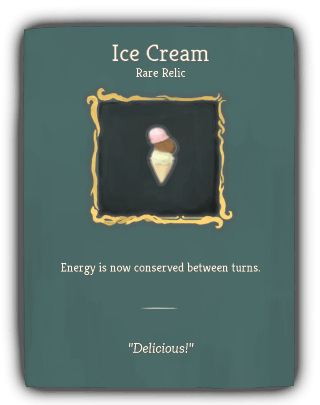 Ice Cream
Rare Relic
Energy is now conserved between turns.
"Delicious!"